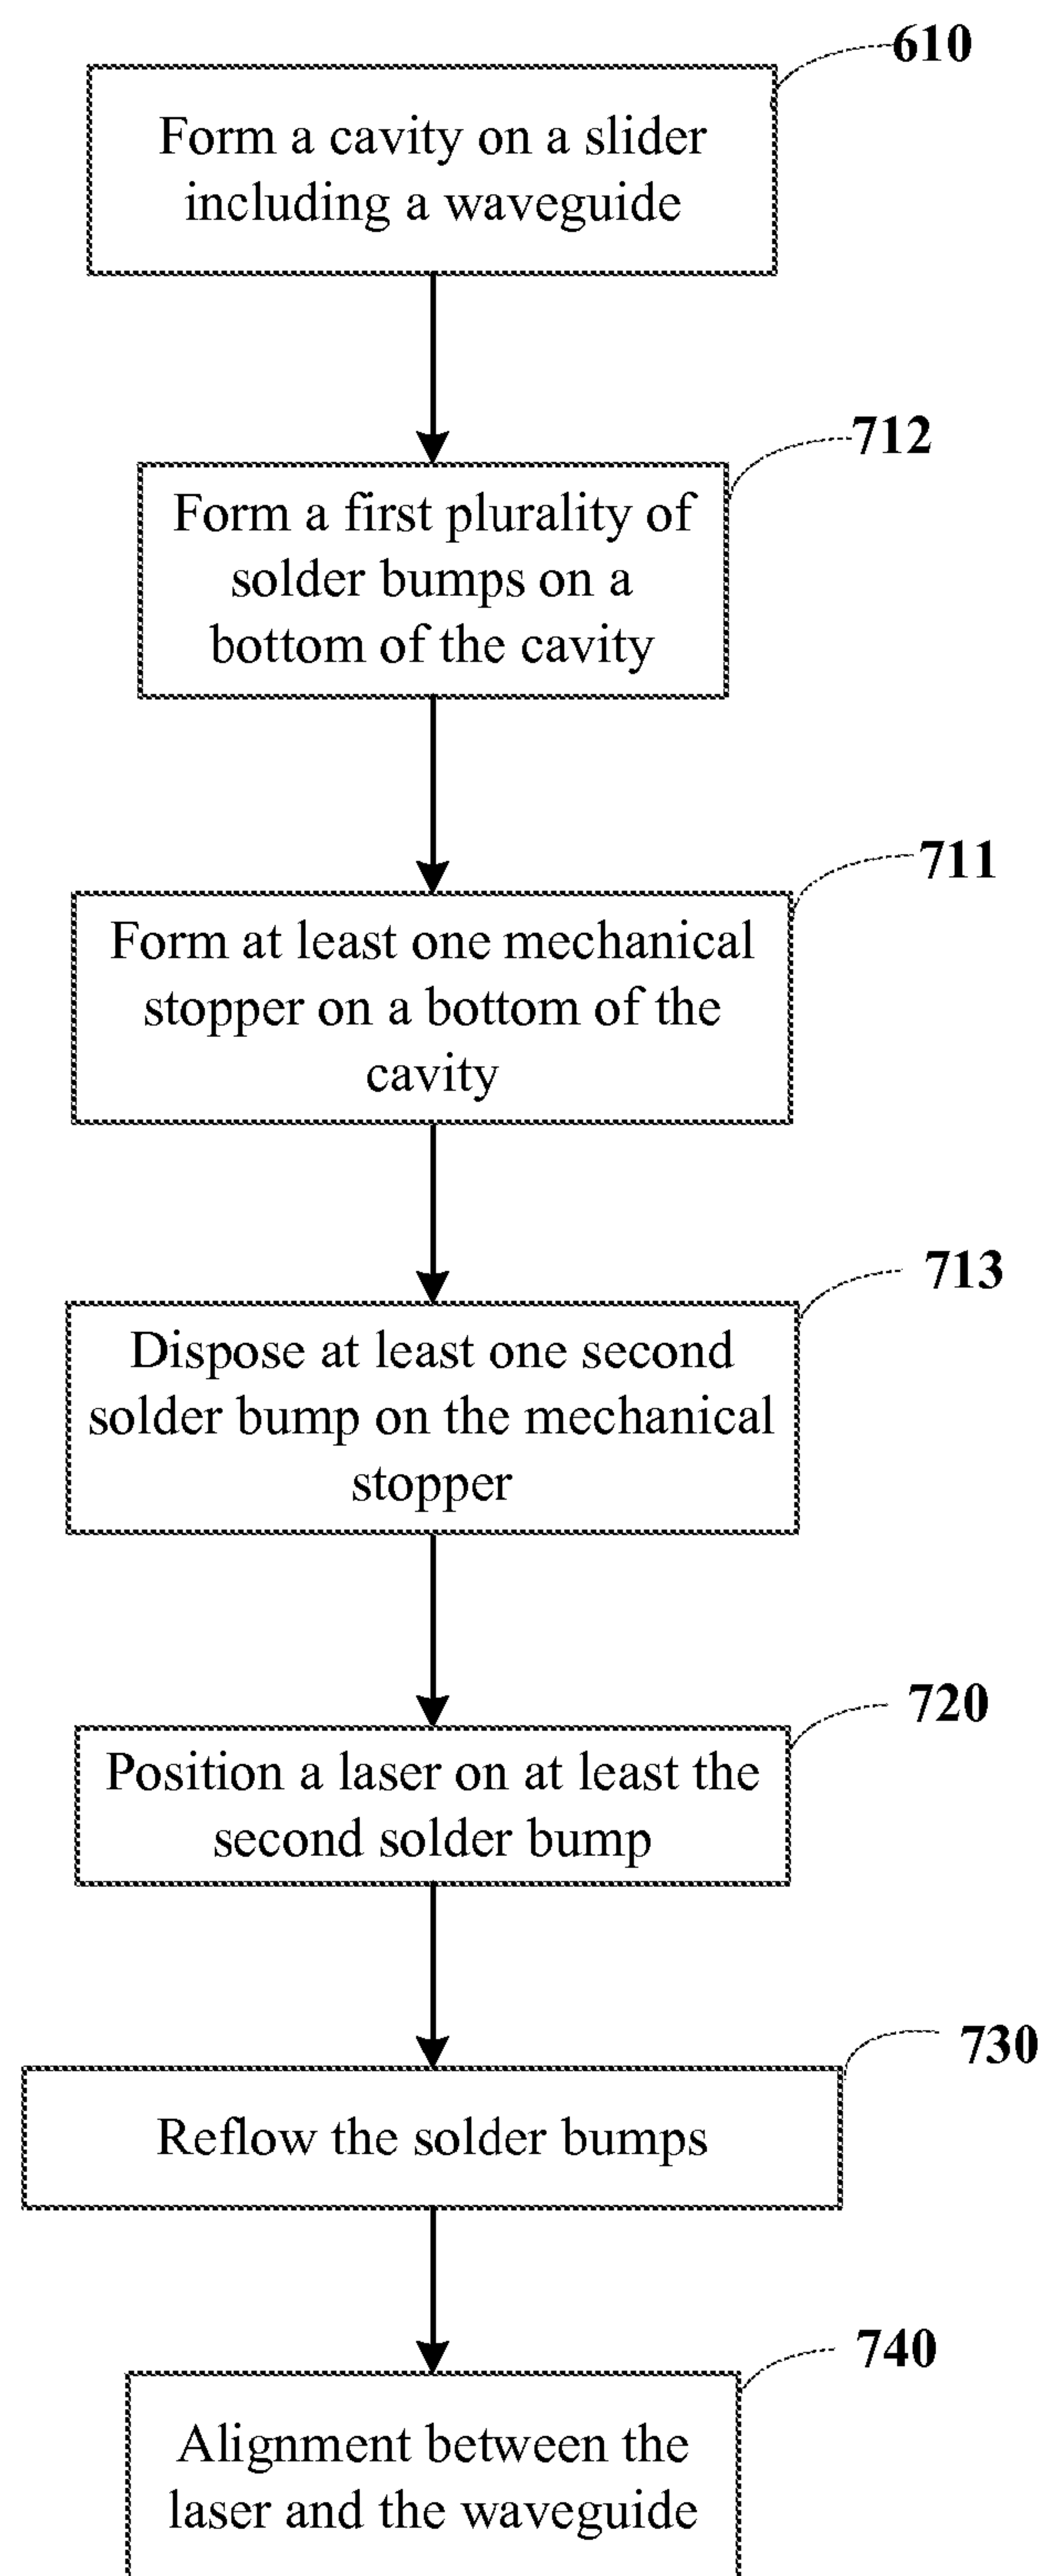 610
Form a cavity on a slider
including a waveguide
712
Form a first plurality of
solder bumps on a
bottom of the cavity
711
Form at least one mechanical
stopper on a bottom of the
cavity
713
Dispose at least one second
solder bump on the mechanical
stopper
720
Position a laser on at least the
second solder bump
730
Reflow the solder bumps
740
Alignment between the
laser and the waveguide